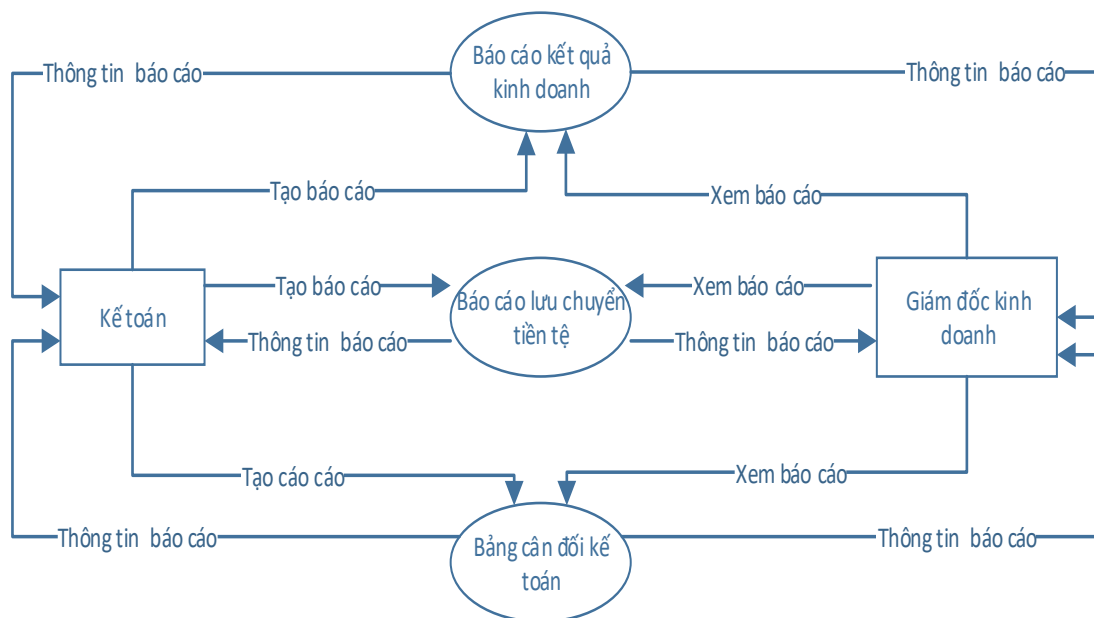 Báo cáo kết quả
kinh doanh
Thông tin báo cáo
Thông tin báo cáo
Tạo báo cáo
Xem báo cáo
Kế toán
Tạo báo cáo
Báo cáo lưu chuyển
tiền tệ
Xem báo cáo
Giám đốc kinh
doanh
Thông tin báo cáo
Thông tin báo cáo
Tạo cáo cáo
Xem báo cáo
Thông tin báo cáo
Bảng cân đối kế
toán
Thông tin báo cáo